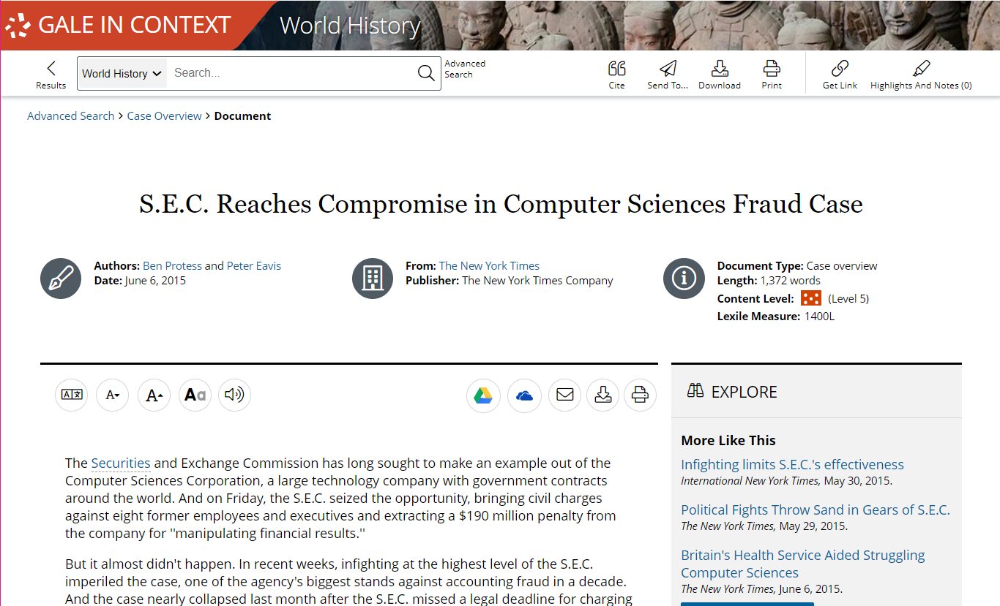 GALE IN CONTEXT World History
Results
World History
Search...
Advanced
Search
Cite
Send To...
Download
Print
Get Link
Highlights And Notes (0)
Advanced Search > Case Overview > Document
S.E.C. Reaches Compromise in Computer Sciences Fraud Case
Authors: Ben Protess and Peter Eavis
Date: June 6, 2015
From: The New York Times
Publisher: The New York Times Company
Document Type: Case overview
Length: 1,372 words
Content Level: (Level 5)
Lexile Measure: 1400L
A 文
A
A
Aa
The Securities and Exchange Commission has long sought to make an example out of the
Computer Sciences Corporation, a large technology company with government contracts
around the world. And on Friday, the S.E.C. seized the opportunity, bringing civil charges
against eight former employees and executives and extracting a $190 million penalty from
the company for "manipulating financial results."
But it almost didn't happen. In recent weeks, infighting at the highest level of the S.E.C.
imperiled the case, one of the agency's biggest stands against accounting fraud in a decade.
And the case nearly collapsed last month after the S.E.C. missed a legal deadline for charging
EXPLORE
More Like This
Infighting limits S.E.C.'s effectiveness
International New York Times, May 30, 2015.
Political Fights Throw Sand in Gears of S.E.C.
The New York Times, May 29, 2015.
Britain's Health Service Aided Struggling
Computer Sciences
The New York Times, June 6, 2015.